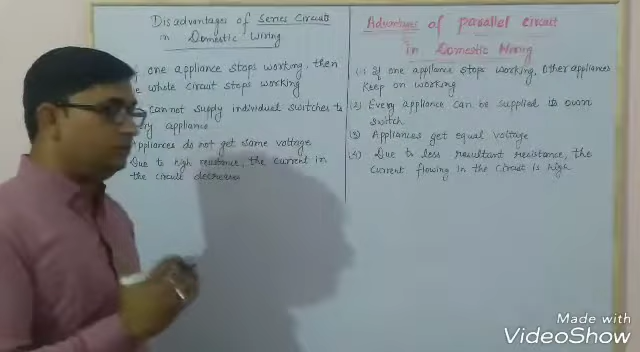 Disadvantages of Series Circuit
in Domestic Wiring
one appliance stops working, then
whole circuit stops working
cannot supply individual switches to
appliance
Appliances do not get same voltage
Due to high resistance, the current in
the circuit decreases
Advantages of parallel circuit
in Domestic Wiring
(1) If one appliance stops working, Other appliances
Keep on working
(2) Every appliance can be supplied its own
switch
(3) Appliances get equal voltage
(4) Due to less resultant resistance, the
current flowing in the circuit is high
Made with
VideoShow